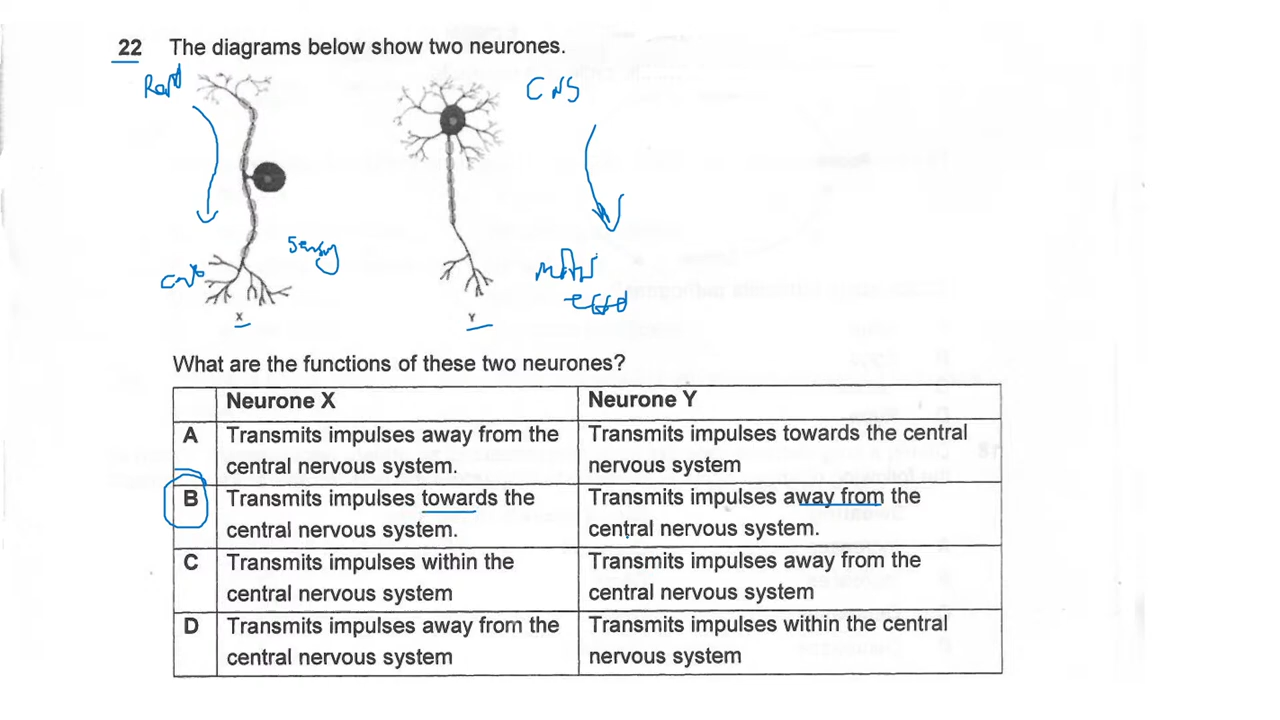 22 The diagrams below show two neurones.
CNS
X
Y
What are the functions of these two neurones?
Neurone X Neurone Y
A Transmits impulses away from the central nervous system. Transmits impulses towards the central nervous system
B Transmits impulses towards the central nervous system. Transmits impulses away from the central nervous system.
C Transmits impulses within the central nervous system Transmits impulses away from the central nervous system
D Transmits impulses away from the central nervous system Transmits impulses within the central nervous system